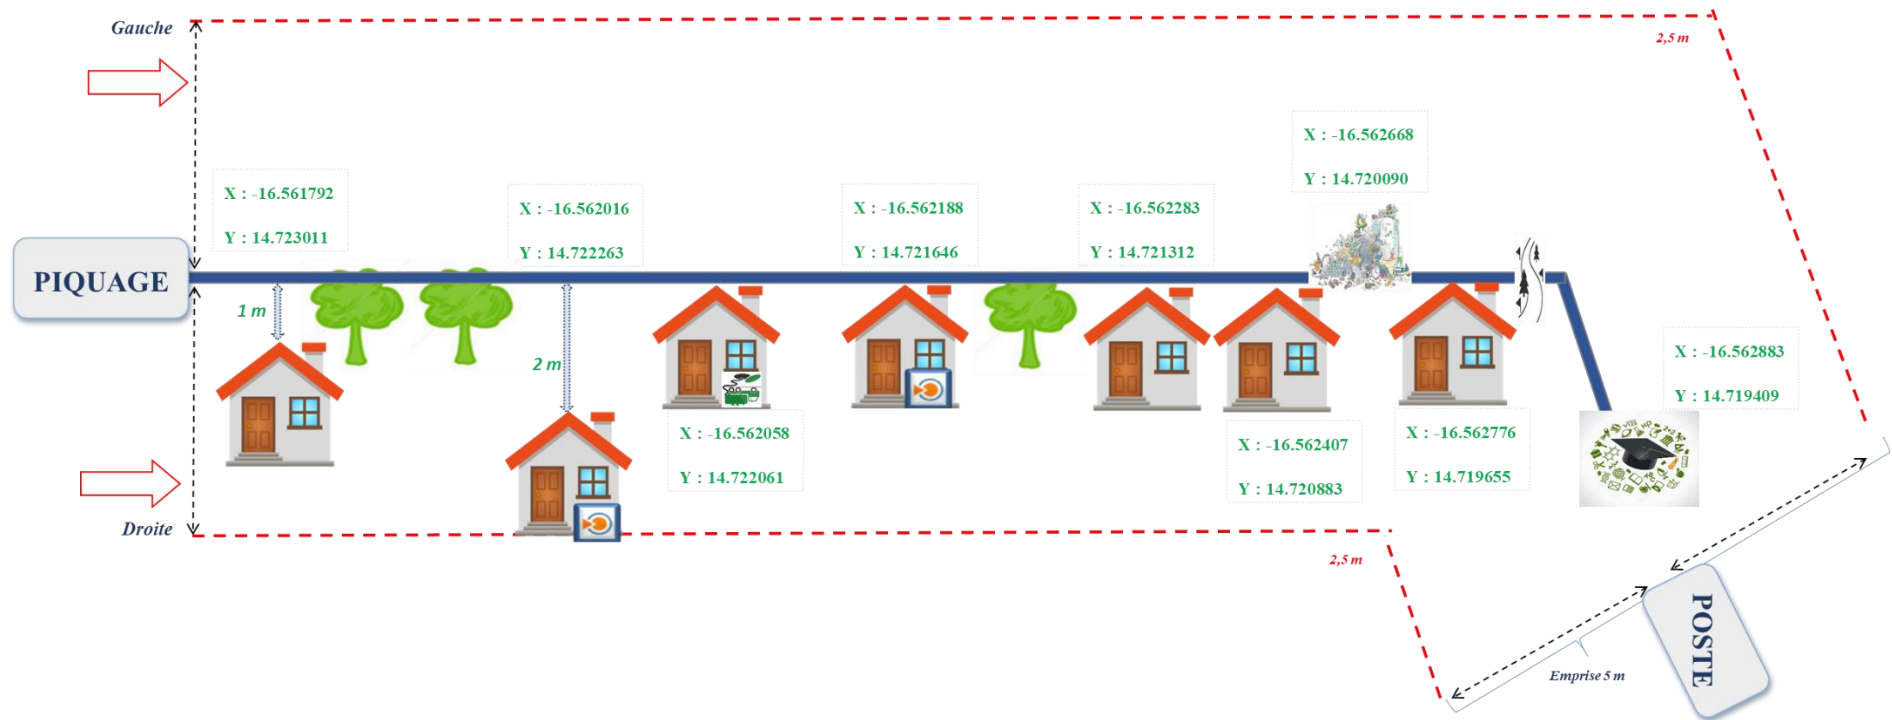 Gauche
2,5 m
X : -16.562668
Y : 14.720090
X : -16.561792
Y : 14.723011
X : -16.562016
Y : 14.722263
X : -16.562188
Y : 14.721646
X : -16.562283
Y : 14.721312
PIQUAGE
1 m
2 m
X : -16.562883
Y : 14.719409
X : -16.562058
Y : 14.722061
X : -16.562407
Y : 14.720883
X : -16.562776
Y : 14.719655
Droite
2,5 m
POSTE
Emprise 5 m